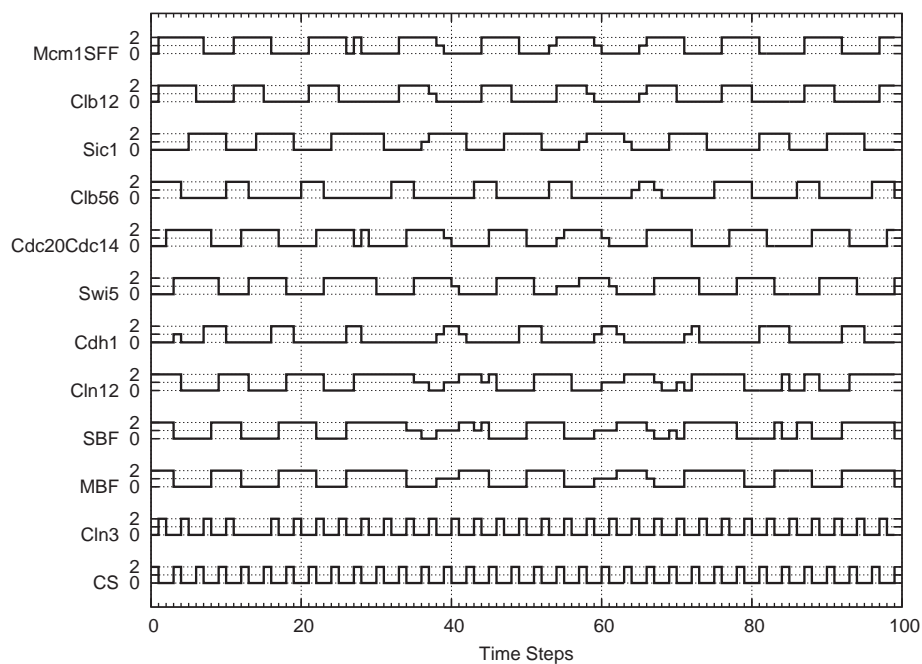 Mcm1SFF 2 0
Clb12 2 0
Sic1 2 0
Clb56 2 0
Cdc20Cdc14 2 0
Swi5 2 0
Cdh1 2 0
Cln12 2 0
SBF 2 0
MBF 2 0
Cln3 2 0
CS 2 0
0 20 40 60 80 100
Time Steps